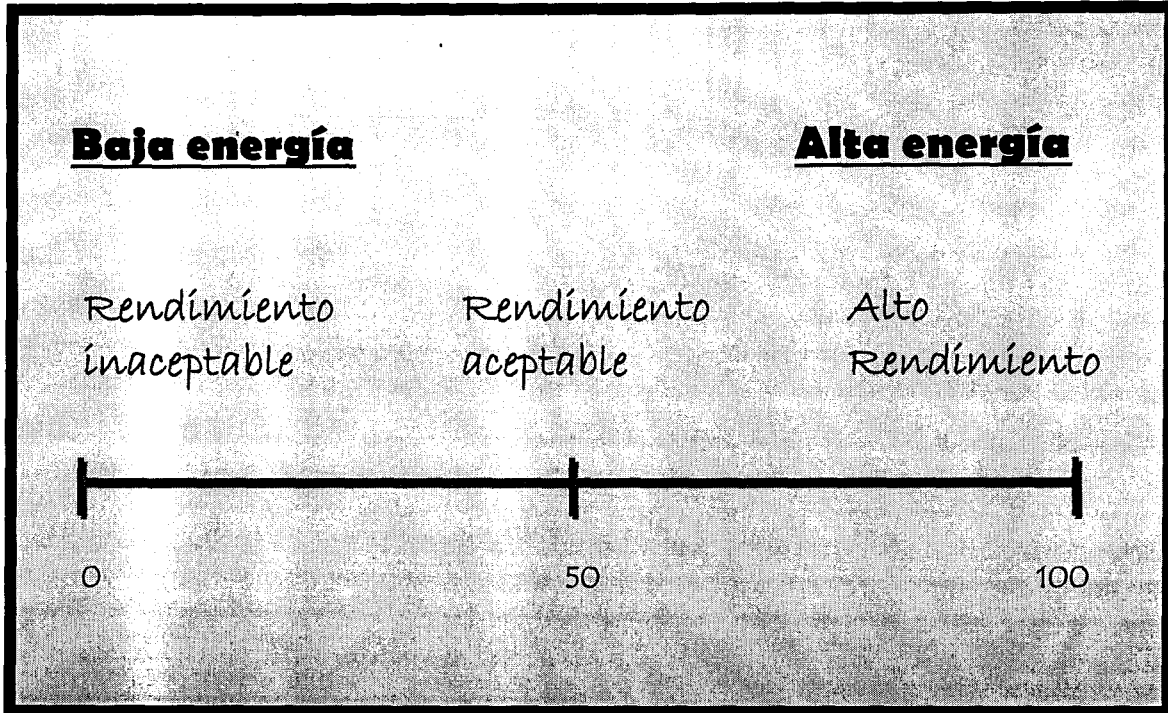 Baja energía Alta energía
Rendimiento Rendimiento Alto
inaceptable aceptable Rendimiento
0 50 100